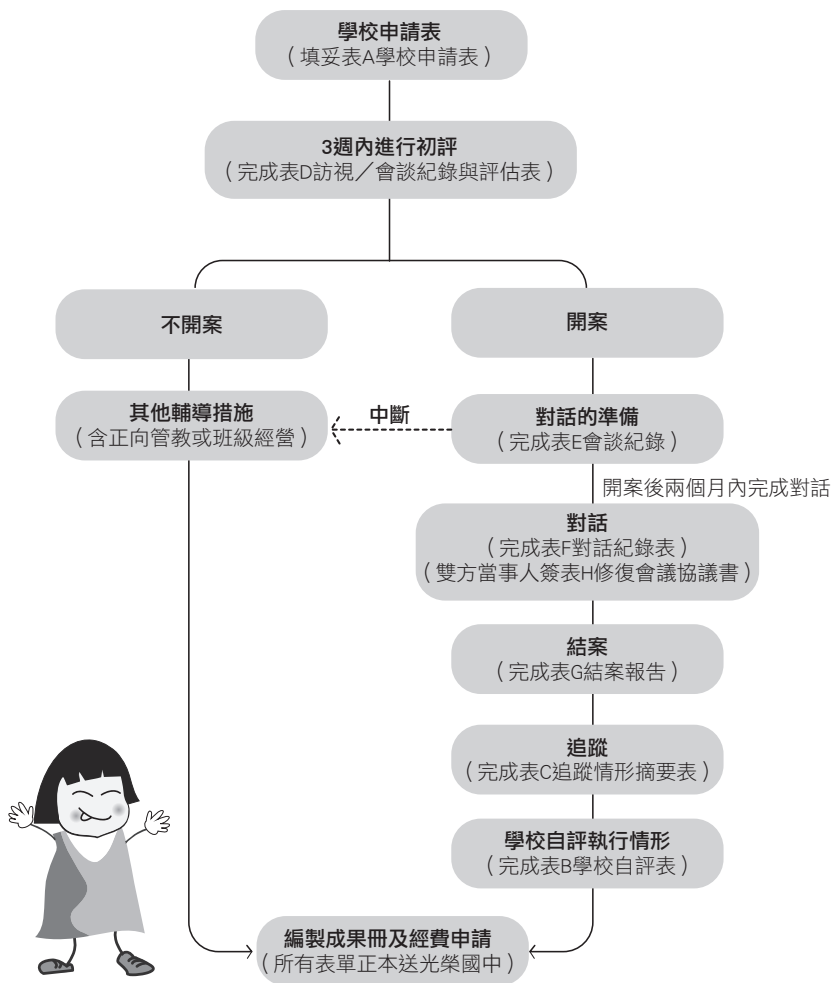 學校申請表
（填妥表A學校申請表）
3週內進行初評
（完成表D訪視／會談紀錄與評估表）
不開案
開案
其他輔導措施
（含正向管教或班級經營）
中斷
對話的準備
（完成表E會談紀錄）
開案後兩個月內完成對話
對話
（完成表F對話紀錄表）
（雙方當事人簽表H修復會議協議書）
結案
（完成表G結案報告）
追蹤
（完成表C追蹤情形摘要表）
學校自評執行情形
（完成表B學校自評表）
編製成果冊及經費申請
（所有表單正本送光榮國中）